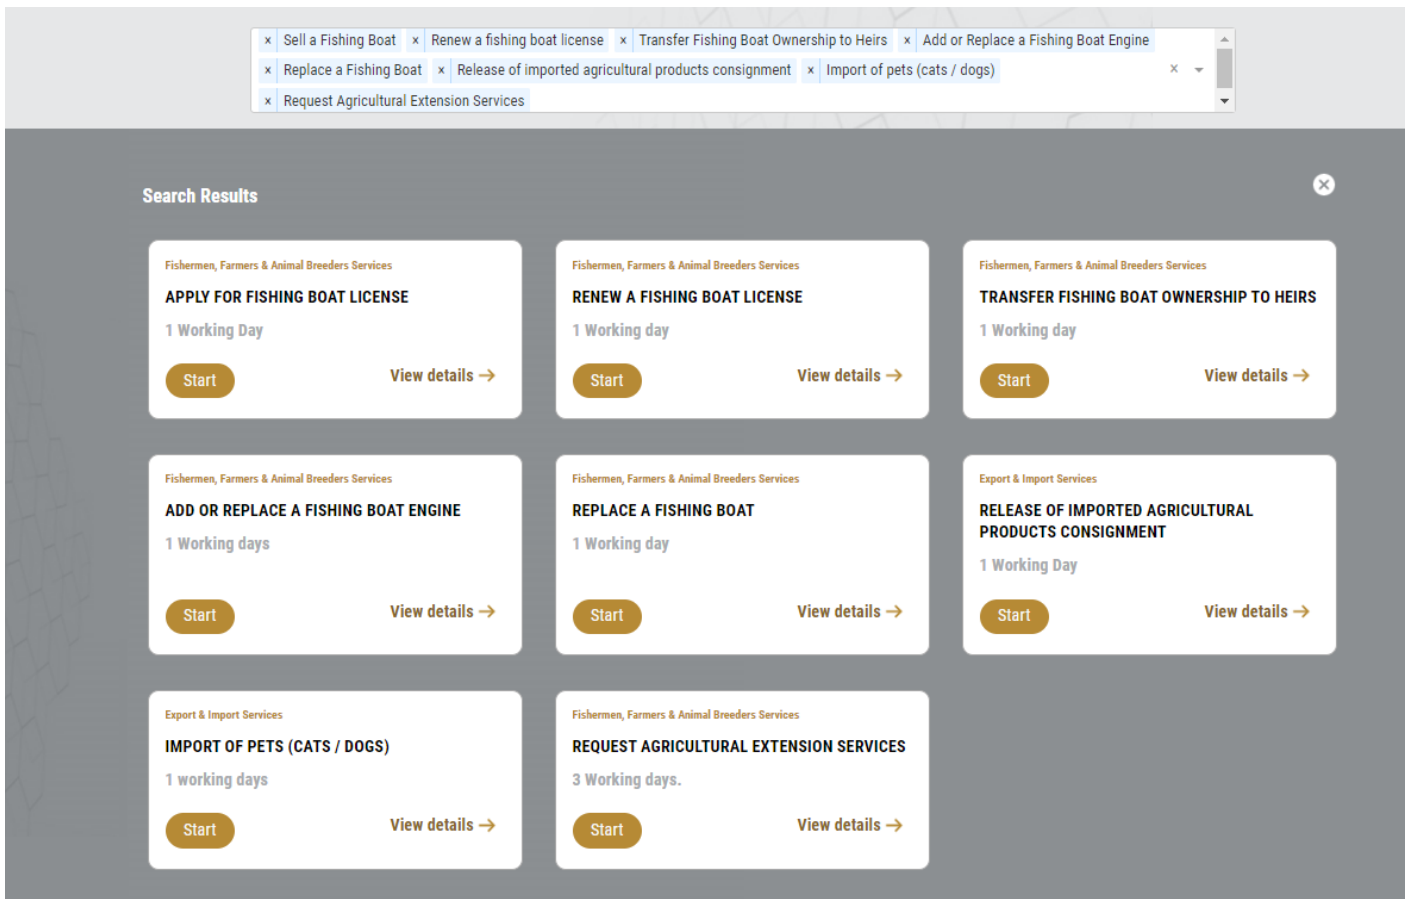 × Sell a Fishing Boat × Renew a fishing boat license × Transfer Fishing Boat Ownership to Heirs × Add or Replace a Fishing Boat Engine
× Replace a Fishing Boat × Release of imported agricultural products consignment × Import of pets (cats / dogs) ×
× Request Agricultural Extension Services
Search Results
Fishermen, Farmers & Animal Breeders Services
APPLY FOR FISHING BOAT LICENSE
1 Working Day
Start
View details →
Fishermen, Farmers & Animal Breeders Services
RENEW A FISHING BOAT LICENSE
1 Working day
Start
View details →
Fishermen, Farmers & Animal Breeders Services
TRANSFER FISHING BOAT OWNERSHIP TO HEIRS
1 Working day
Start
View details →
Fishermen, Farmers & Animal Breeders Services
ADD OR REPLACE A FISHING BOAT ENGINE
1 Working days
Start
View details →
Fishermen, Farmers & Animal Breeders Services
REPLACE A FISHING BOAT
1 Working day
Start
View details →
Export & Import Services
RELEASE OF IMPORTED AGRICULTURAL
PRODUCTS CONSIGNMENT
1 Working Day
Start
View details →
Export & Import Services
IMPORT OF PETS (CATS / DOGS)
1 working days
Start
View details →
Fishermen, Farmers & Animal Breeders Services
REQUEST AGRICULTURAL EXTENSION SERVICES
3 Working days.
Start
View details →